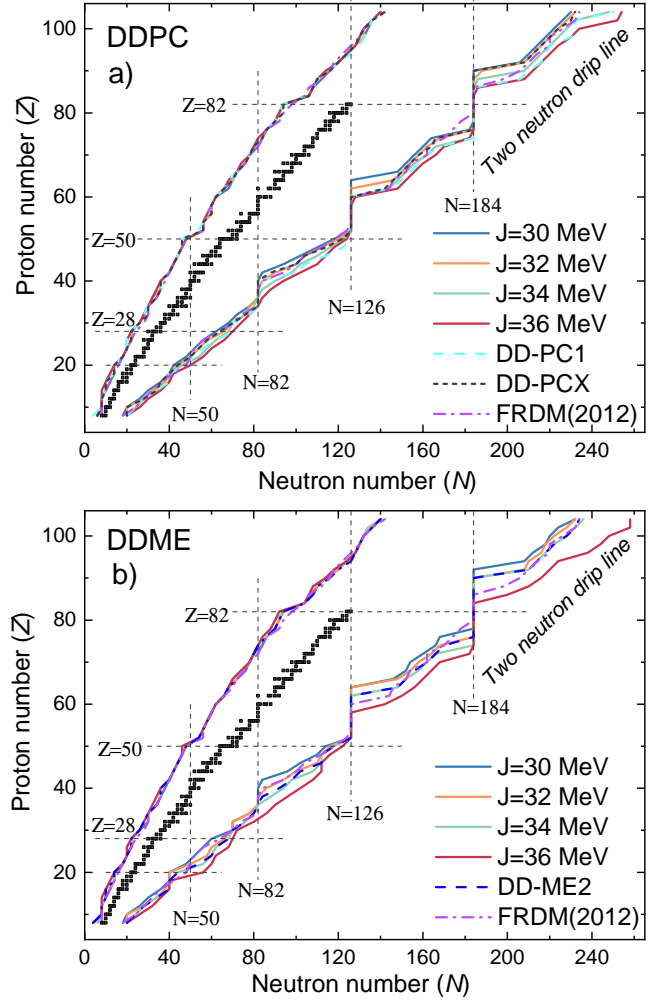 DDPC
a)
Proton number (Z)
100
80
60
40
20
Z=82
Z=50
Z=28
N=50
N=82
N=126
N=184
Two neutron drip line
J=30 MeV
J=32 MeV
J=34 MeV
J=36 MeV
DD-PC1
DD-PCX
FRDM(2012)
0 40 80 120 160 200 240
Neutron number (N)
DDME
b)
Proton number (Z)
100
80
60
40
20
Z=82
Z=50
Z=28
N=50
N=82
N=126
N=184
Two neutron drip line
J=30 MeV
J=32 MeV
J=34 MeV
J=36 MeV
DD-ME2
FRDM(2012)
0 40 80 120 160 200 240
Neutron number (N)